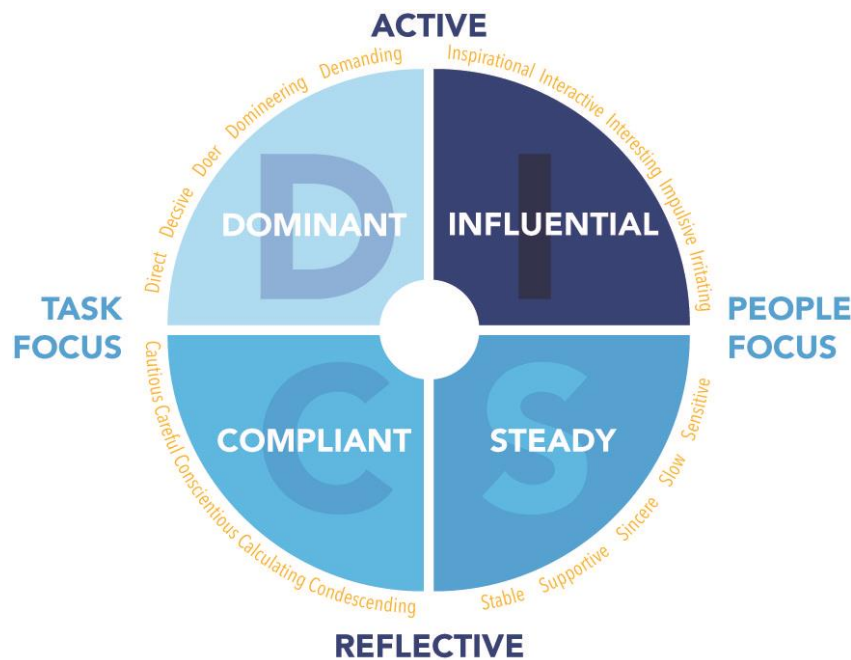 ACTIVE
Direct Decsive Doer Domineering Demanding
Inspirational Interactive Interesting Impulsive Irritating
D
DOMINANT
I
INFLUENTIAL
TASK
FOCUS
PEOPLE
FOCUS
C
COMPLIANT
S
STEADY
Cautious Careful Conscientious Calculating Condescending
Stable Supportive Sincere Slow Sensitive
REFLECTIVE